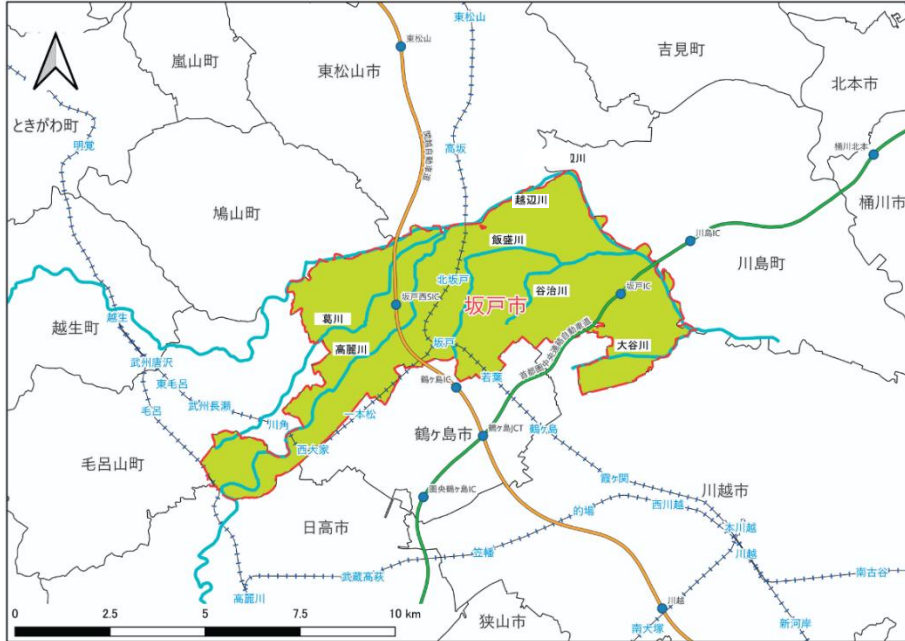 東松山
東松山
吉見町
嵐山町
東松山市
北本市
ときがわ町
明覚
関越自動車道
高坂
桶川北本
川
越辺川
鳩山町
桶川市
飯盛川
川島IC
川島町
北坂戸
谷治川
坂戸IC
坂戸西SIC
坂戸市
葛川
越生町
越生
高麗川
坂戸
首都圏中央連絡自動車道
大谷川
武州唐沢
東毛呂
鶴ヶ島IC
若葉
毛呂
武州長瀬
一本松
川角
鶴ヶ島市
鶴ヶ島JCT
鶴ヶ島
西大家
毛呂山町
霞ヶ関
圏央鶴ヶ島IC
川越市
西川越
的場
日高市
本川越
川越
笠幡
武蔵高萩
南古谷
高麗川
川越
狭山市
南大塚
新河岸
0 2.5 5 7.5 10 km